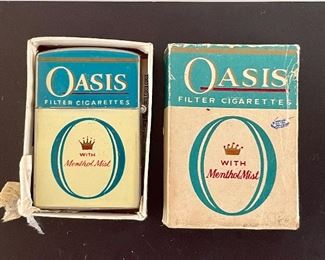 OASIS
FILTER CIGARETTES
WITH
Menthol Mist
OASIS
FILTER CIGARETTES
WITH
Menthol Mist